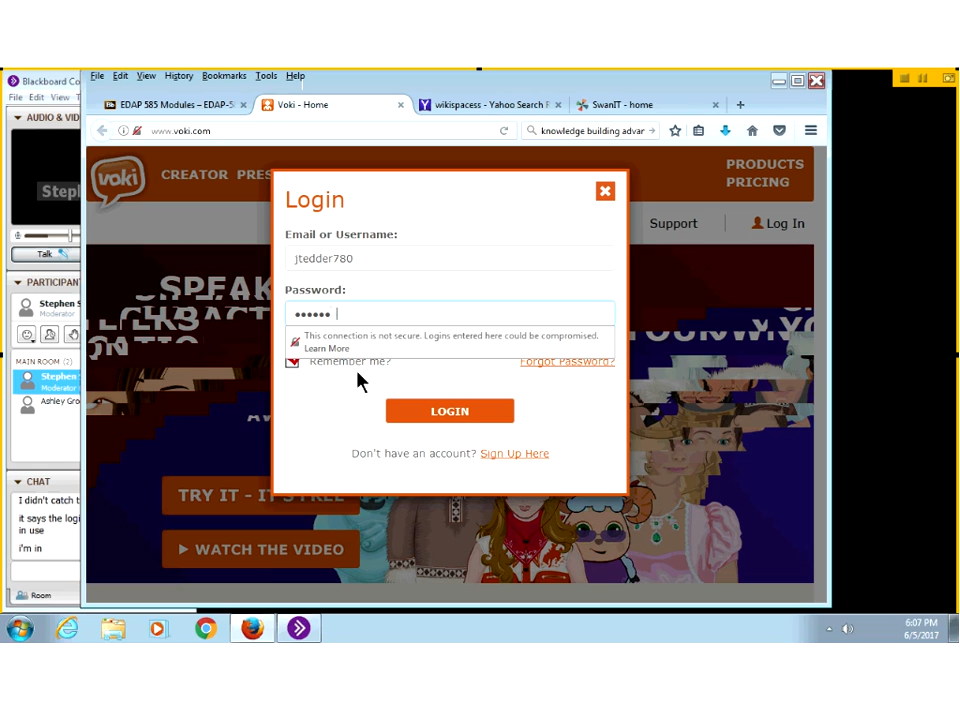 Blackboard Co
File Edit View T
AUDIO & VID
Steph
Talk
PARTICIPAN
Stephen S
Moderator
MAIN ROOM (2)
Stephen
Moderator
Ashley Gro
CHAT
I didn't catch t
it says the logi
in use
i'm in
Room
File Edit View History Bookmarks Tools Help
Bb EDAP 585 Modules – EDAP-5
Voki - Home
wikispacess - Yahoo Search R
SwanIT - home
www.voki.com
knowledge building advar
voki
CREATOR PRES
PRODUCTS
PRICING
Support
Log In
SPEAK
TRY IT - IT'S FREE
WATCH THE VIDEO
Login
Email or Username:
jtedder780
Password:
••••••
This connection is not secure. Logins entered here could be compromised.
Learn More
Remember me?
Forgot Password?
LOGIN
Don't have an account? Sign Up Here
6:07 PM
6/5/2017